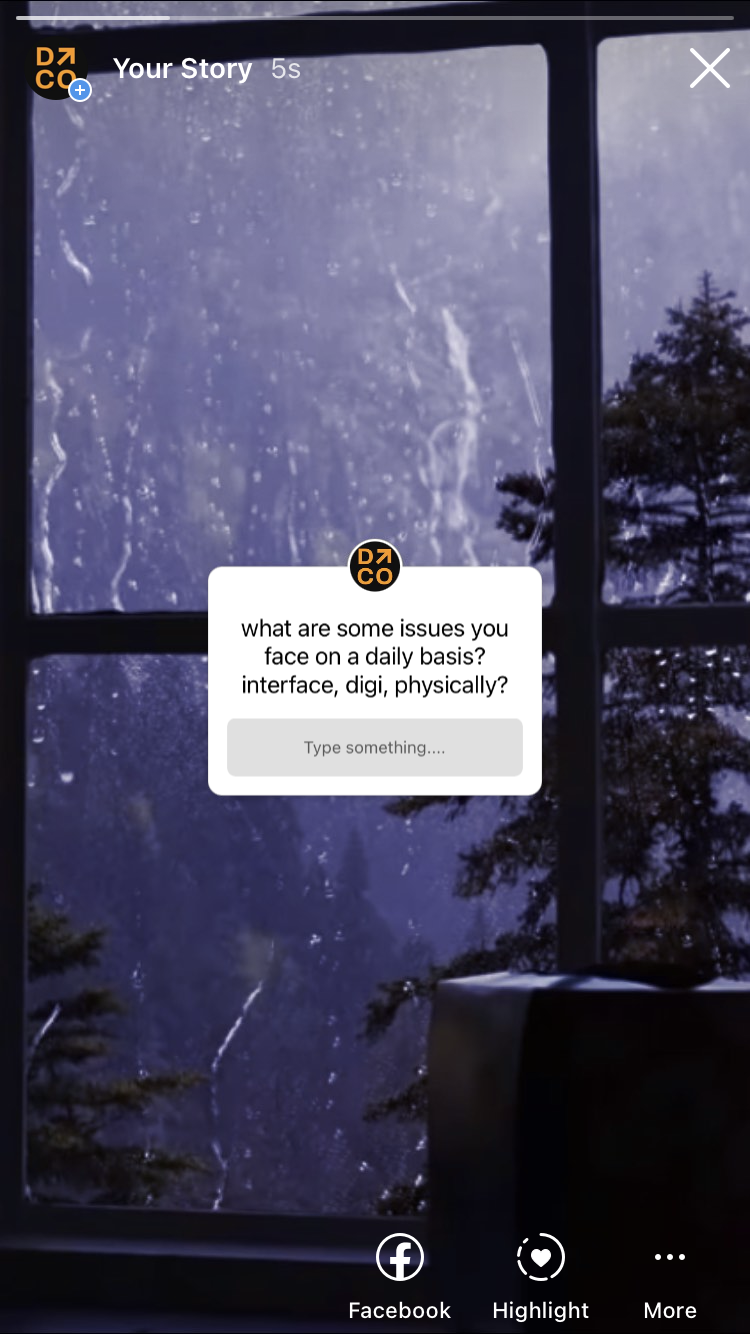 D↗
CO
Your Story 5s
D↗
CO
what are some issues you
face on a daily basis?
interface, digi, physically?
Type something....
Facebook
Highlight
More